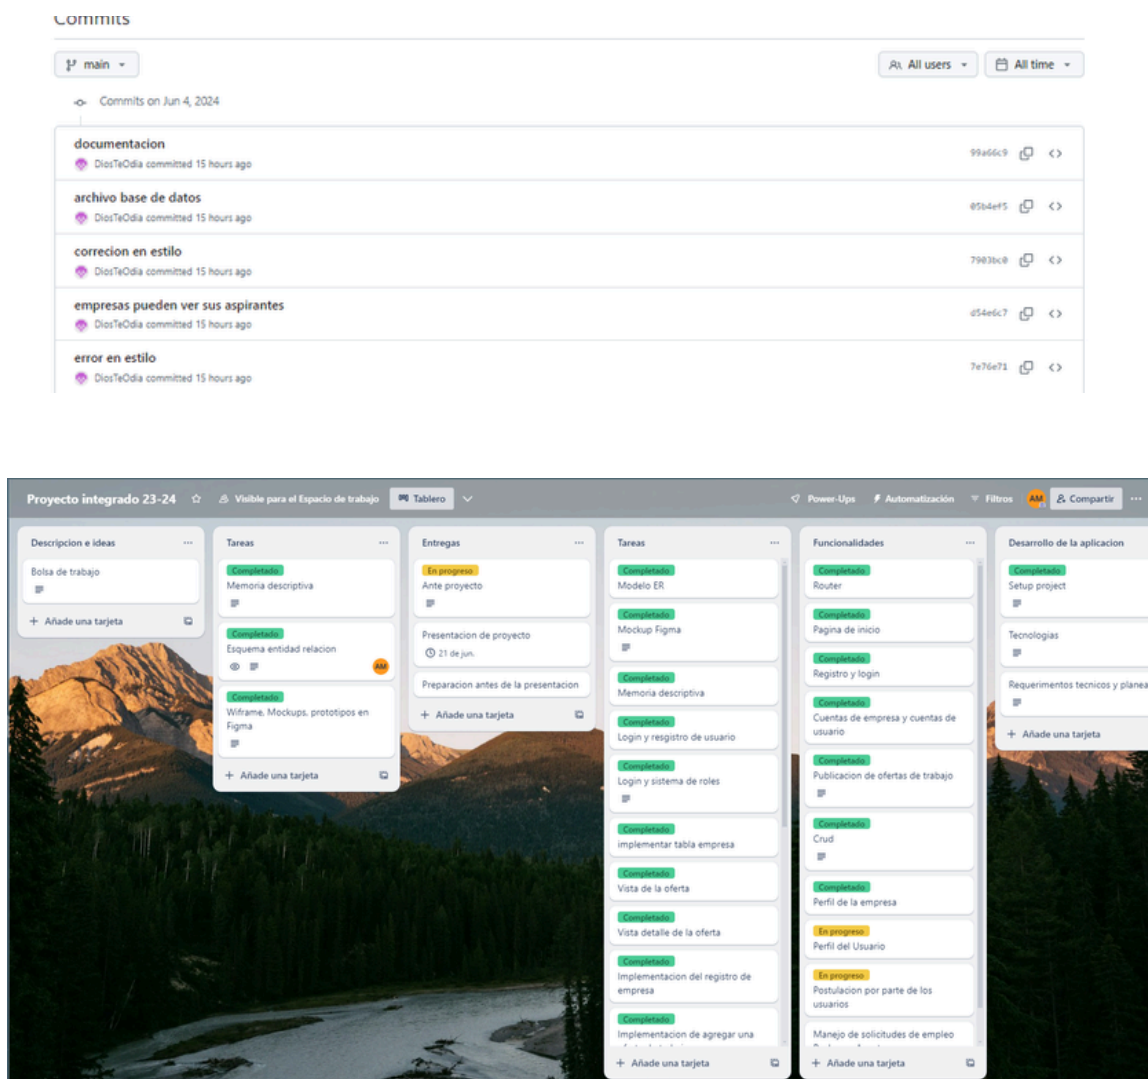 Commits
main
All users
All time
Commits on Jun 4, 2024
documentacion
DiosTeOdia committed 15 hours ago
99a66c9
archivo base de datos
DiosTeOdia committed 15 hours ago
05b4ef5
correcion en estilo
DiosTeOdia committed 15 hours ago
7903bc0
empresas pueden ver sus aspirantes
DiosTeOdia committed 15 hours ago
d54e6c7
error en estilo
DiosTeOdia committed 15 hours ago
7e76e71
Proyecto integrado 23-24
Visible para el Espacio de trabajo
Tablero
Power-Ups
Automatización
Filtros
AM
Compartir
Descripcion e ideas
Bolsa de trabajo
+ Añade una tarjeta
Tareas
Completado
Memoria descriptiva
Completado
Esquema entidad relacion
AM
Completado
Wiframe, Mockups, prototipos en
Figma
+ Añade una tarjeta
Entregas
En progreso
Ante proyecto
Presentacion de proyecto
21 de jun.
Preparacion antes de la presentacion
+ Añade una tarjeta
Tareas
Completado
Modelo ER
Completado
Mockup Figma
Completado
Memoria descriptiva
Completado
Login y resgistro de usuario
Completado
Login y sistema de roles
Completado
implementar tabla empresa
Completado
Vista de la oferta
Completado
Vista detalle de la oferta
Completado
Implementacion del registro de
empresa
Completado
Implementacion de agregar una
+ Añade una tarjeta
Funcionalidades
Completado
Router
Completado
Pagina de inicio
Completado
Registro y login
Completado
Cuentas de empresa y cuentas de
usuario
Completado
Publicacion de ofertas de trabajo
Completado
Crud
Completado
Perfil de la empresa
En progreso
Perfil del Usuario
En progreso
Postulacion por parte de los
usuarios
Manejo de solicitudes de empleo
+ Añade una tarjeta
Desarrollo de la aplicacion
Completado
Setup project
Tecnologias
Requerimentos tecnicos y planea
+ Añade una tarjeta